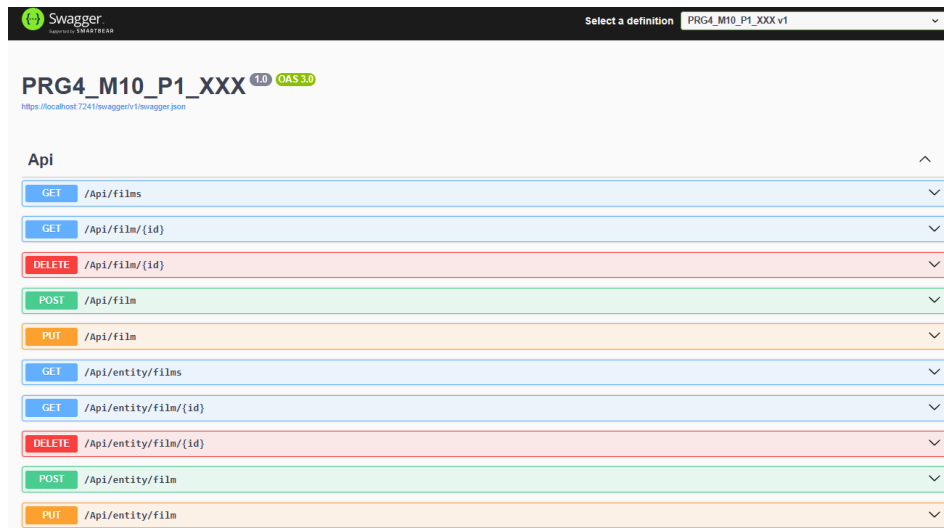 Swagger.
Supported by SMARTBEAR
Select a definition
PRG4_M10_P1_XXX v1
PRG4_M10_P1_XXX 1.0 OAS 3.0
https://localhost:7241/swagger/v1/swagger.json
Api
GET /Api/films
GET /Api/film/{id}
DELETE /Api/film/{id}
POST /Api/film
PUT /Api/film
GET /Api/entity/films
GET /Api/entity/film/{id}
DELETE /Api/entity/film/{id}
POST /Api/entity/film
PUT /Api/entity/film